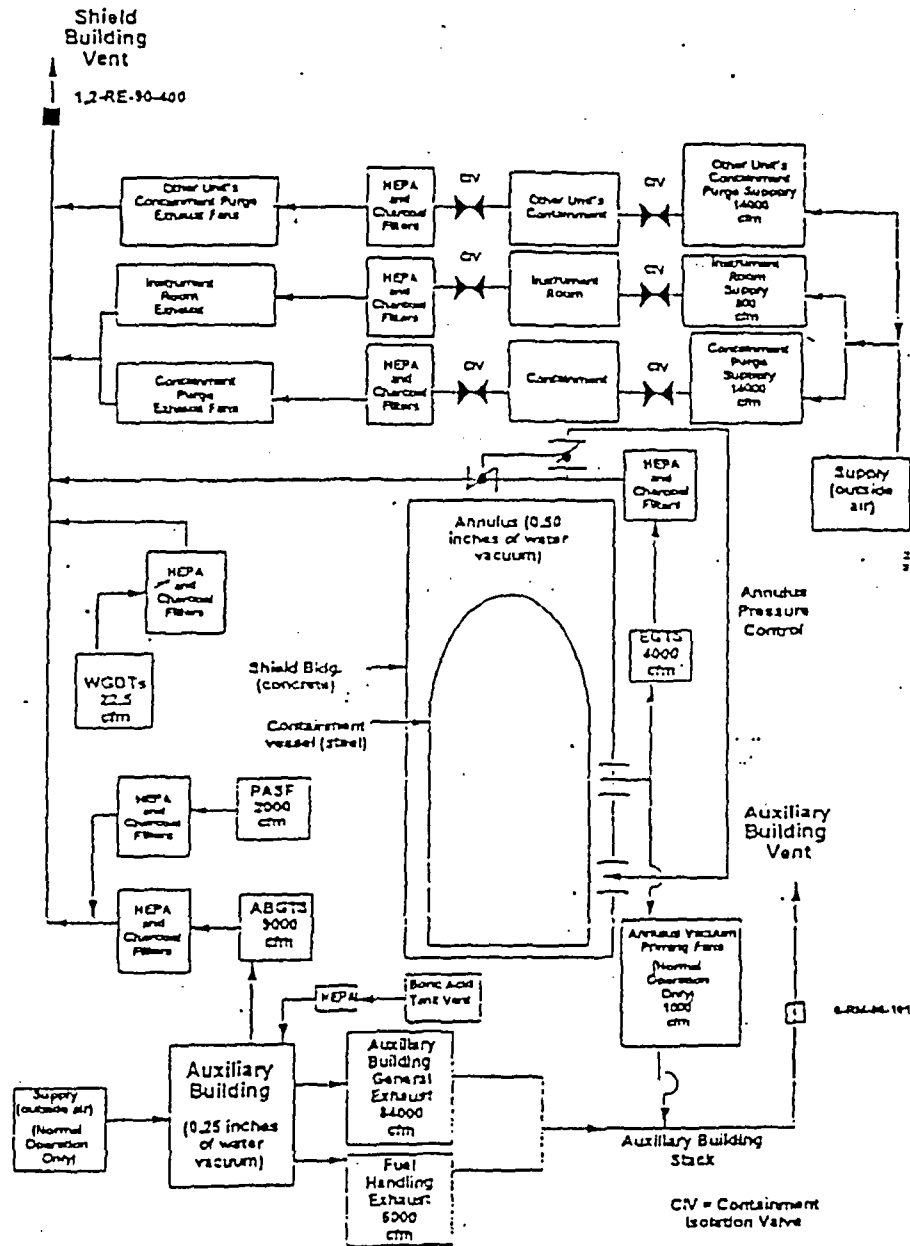 Shield
Building
Vent
1,2-RE-90-400
Other Unit's
Containment Purge
Exhaust Fans
HEPA
and
Charcoal
Filters
CIV
Other Unit's
Containment
CIV
Other Unit's
Containment
Purge Supply
14000
cfm
Instrument
Room
Exhaust
HEPA
and
Charcoal
Filters
CIV
Instrument
Room
CIV
Instrument
Room
Supply
800
cfm
Containment
Purge
Exhaust Fans
HEPA
and
Charcoal
Filters
CIV
Containment
CIV
Containment
Purge
Supply
14000
cfm
Supply
(outside
air)
HEPA
and
Charcoal
Filters
Annulus (0.50
inches of water
vacuum)
HEPA
and
Charcoal
Filters
Annulus
Pressure
Control
EGTS
4000
cfm
WGDTs
22.5
cfm
Shield Bldg.
(concrete)
Containment
vessel (steel)
HEPA
and
Charcoal
Filters
PASF
2000
cfm
Auxiliary
Building
Vent
HEPA
and
Charcoal
Filters
ABGTS
9000
cfm
Annulus Vacuum
Priming Fans
(Normal
Operation
Only)
1000
cfm
HEPA
Boric Acid
Tank Vent
Auxiliary
Building
(0.25 inches
of water
vacuum)
Auxiliary
Building
General
Exhaust
84000
cfm
Supply
(outside air)
(Normal
Operation
Only)
Fuel
Handling
Exhaust
6000
cfm
Auxiliary Building
Stack
CIV = Containment
Isolation Valve